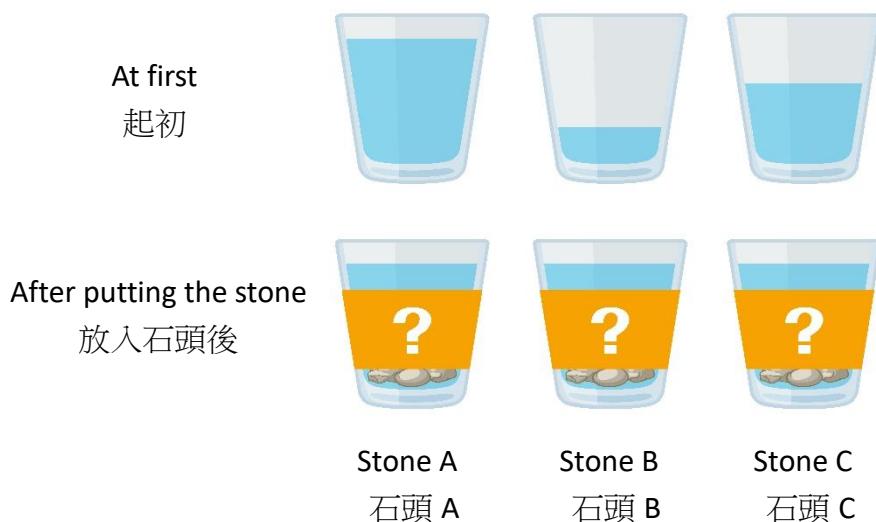 At first
起初
After putting the stone
放入石頭後
?
?
?
Stone A
石頭 A
Stone B
石頭 B
Stone C
石頭 C